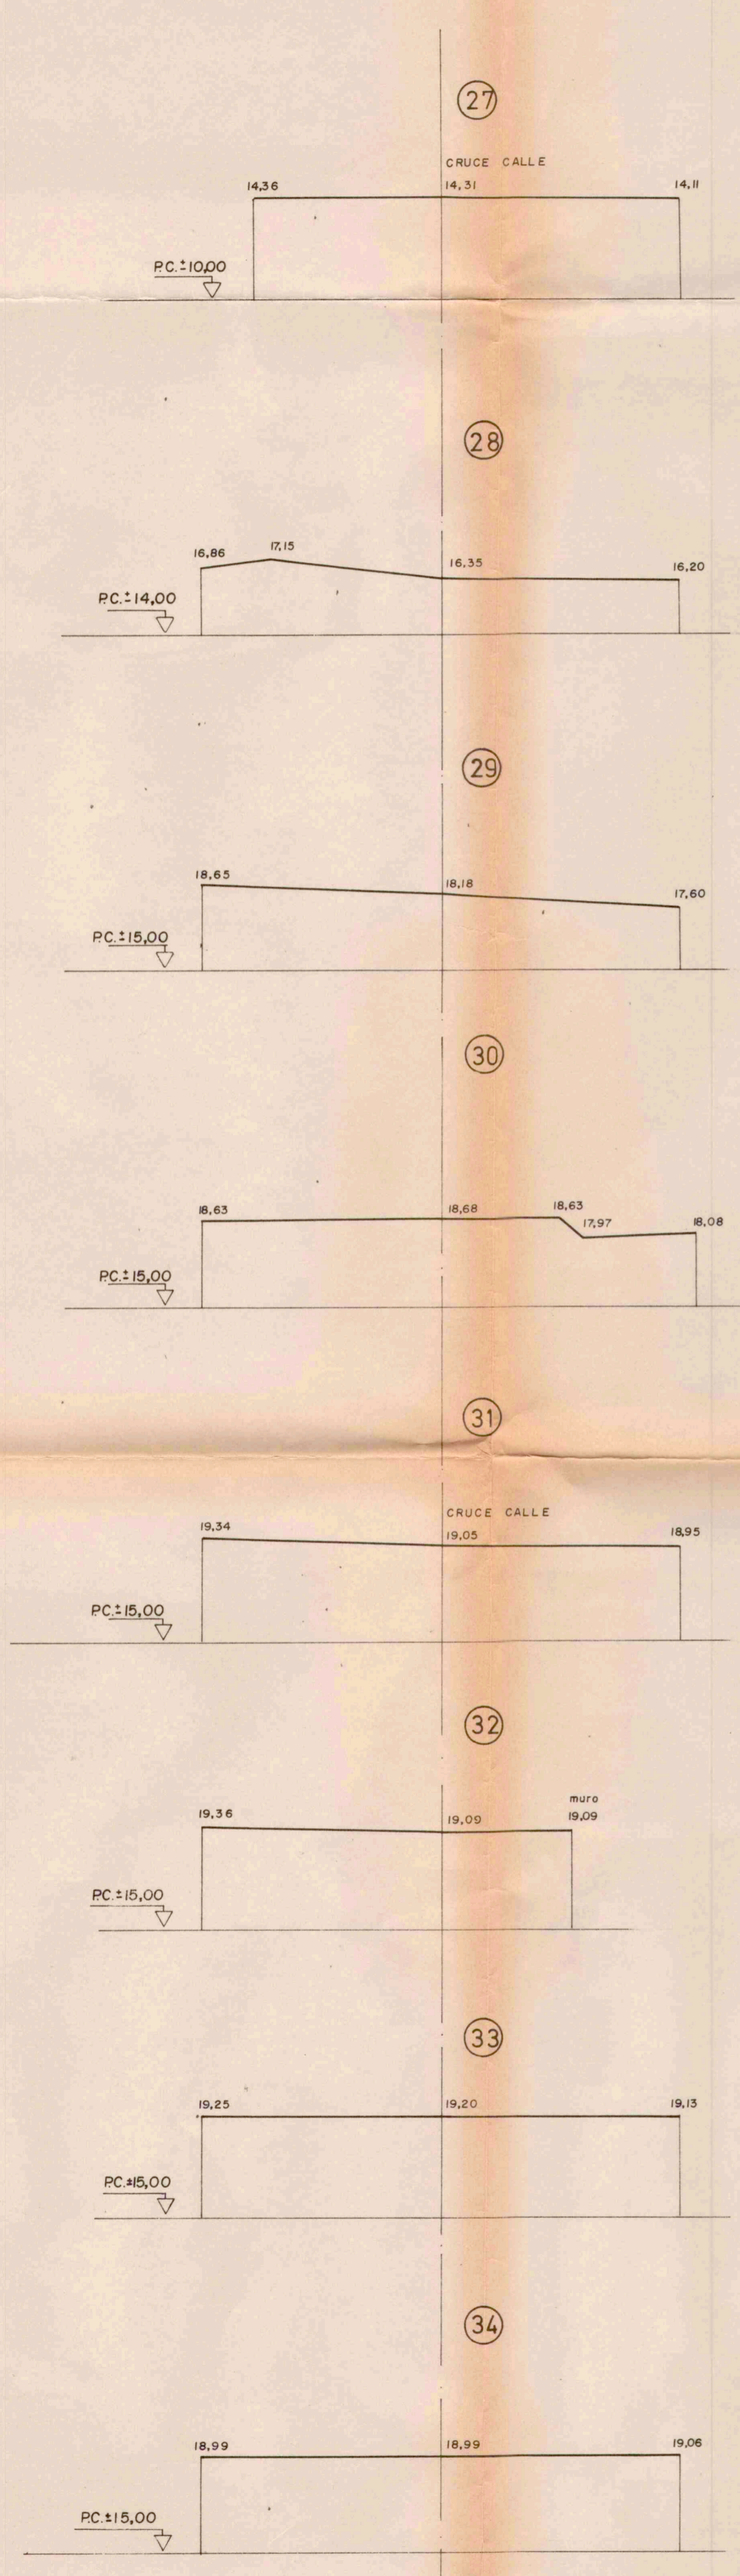 27
CRUCE CALLE
14,36 14,31 14,11
P.C.±10,00
28
16,86 17,15 16,35 16,20
P.C.±14,00
29
18,65 18,18 17,60
P.C.±15,00
30
18,63 18,68 18,63 17,97 18,08
P.C.±15,00
31
CRUCE CALLE
19,34 19,05 18,95
P.C.±15,00
32
muro
19,36 19,09 19,09
P.C.±15,00
33
19,25 19,20 19,13
P.C.±15,00
34
18,99 18,99 19,06
P.C.±15,00